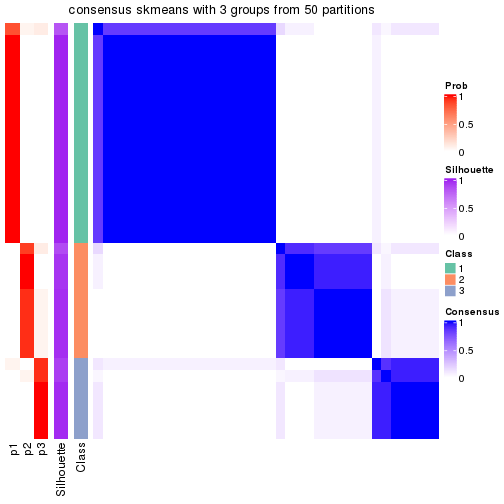 consensus skmeans with 3 groups from 50 partitions
Prob
1
0.5
0
Silhouette
1
0.5
0
Class
1
2
3
Consensus
1
0.5
0
p1
p2
p3
Silhouette
Class